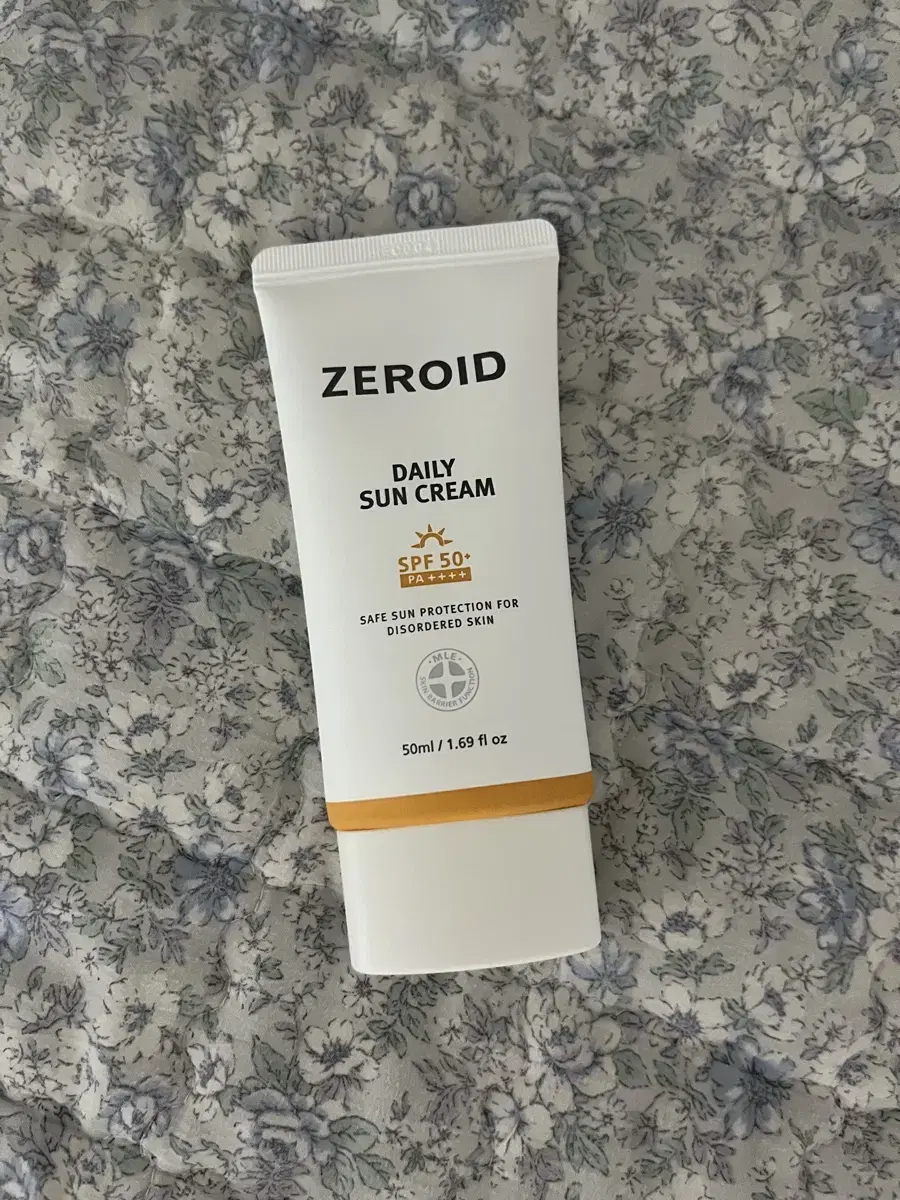 ZEROID
DAILY
SUN CREAM
SPF 50+
PA ++++
SAFE SUN PROTECTION FOR
DISORDERED SKIN
·MLE·
SKIN BARRIER FUNCTION
50ml / 1.69 fl oz